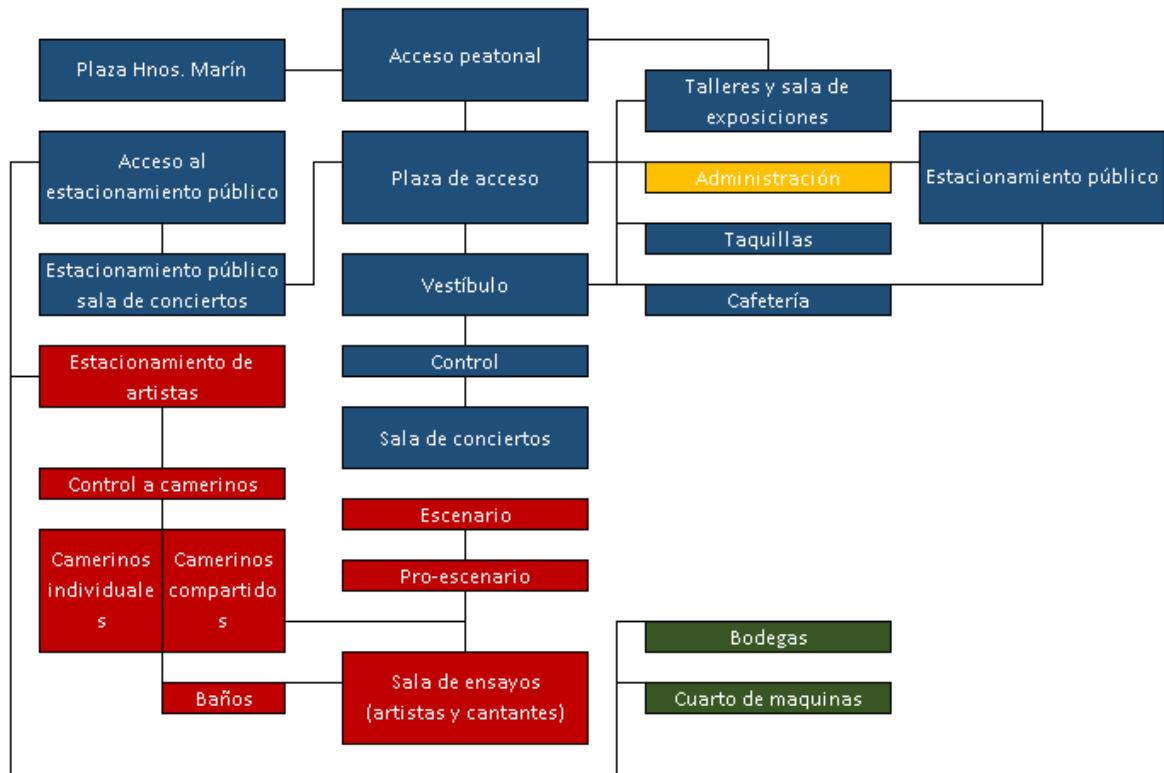 Plaza Hnos. Marín
Acceso peatonal
Talleres y sala de
exposiciones
Acceso al
estacionamiento público
Plaza de acceso
Administración
Estacionamiento público
Taquillas
Estacionamiento público
sala de conciertos
Vestíbulo
Cafetería
Estacionamiento de
artistas
Control
Sala de conciertos
Control a camerinos
Escenario
Camerinos
individuale
s
Camerinos
compartido
s
Pro-escenario
Bodegas
Baños
Sala de ensayos
(artistas y cantantes)
Cuarto de maquinas